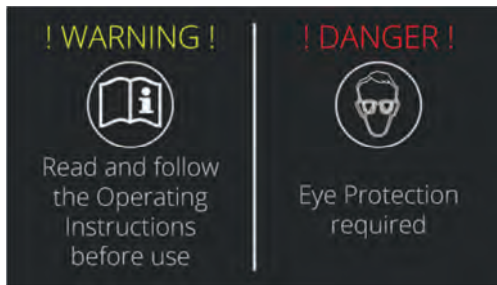 ! WARNING !
Read and follow
the Operating
Instructions
before use
! DANGER !
Eye Protection
required